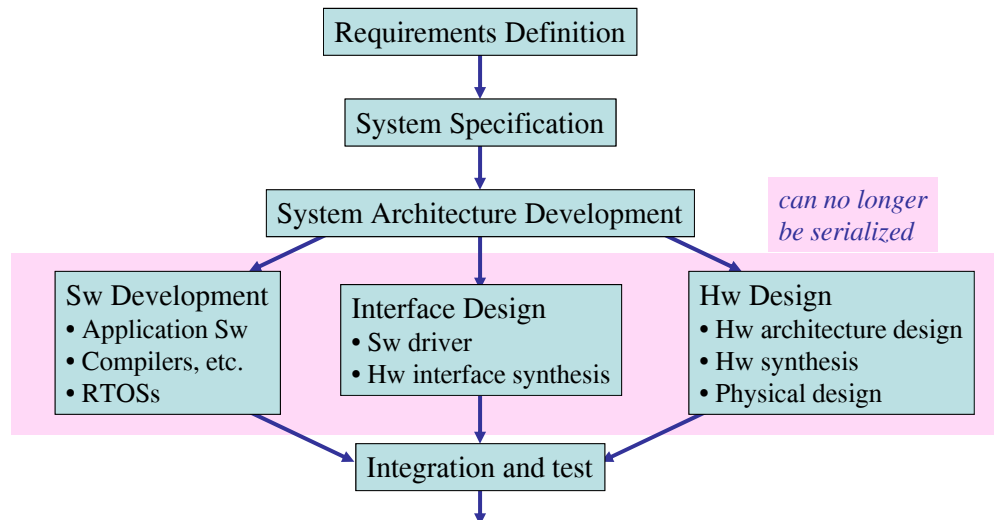 Requirements Definition
System Specification
System Architecture Development
can no longer
be serialized
Sw Development
• Application Sw
• Compilers, etc.
• RTOSs
Interface Design
• Sw driver
• Hw interface synthesis
Hw Design
• Hw architecture design
• Hw synthesis
• Physical design
Integration and test